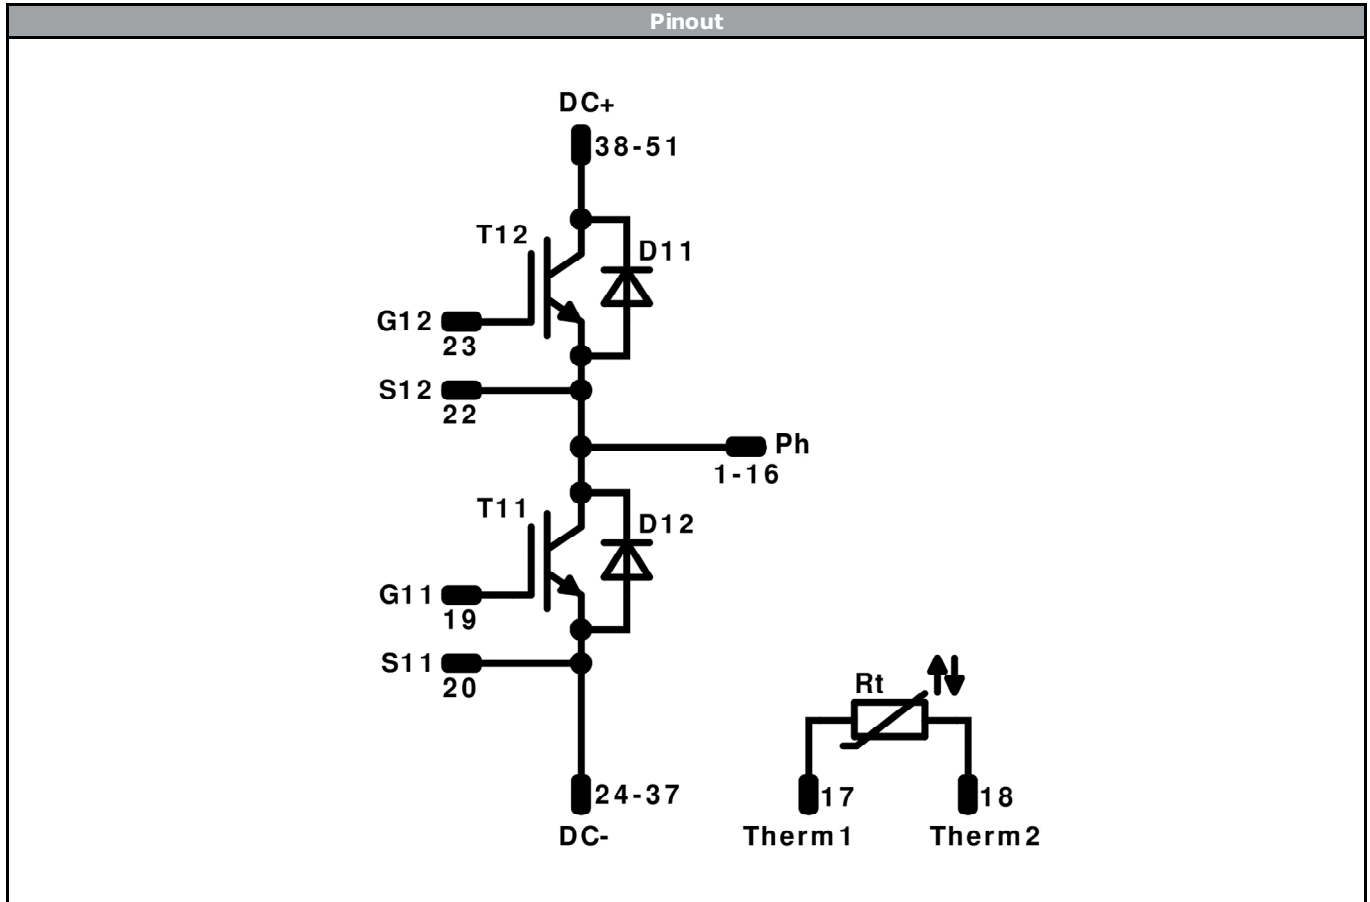 Pinout
DC+
38-51
T12
D11
G12
23
S12
22
Ph
1-16
T11
D12
G11
19
S11
20
Rt
24-37
17
18
DC-
Therm1
Therm2